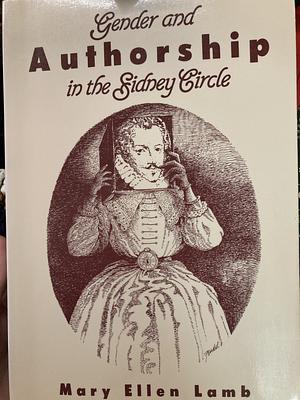 Gender and
Authorship
in the Sidney Circle
Mary Ellen Lamb